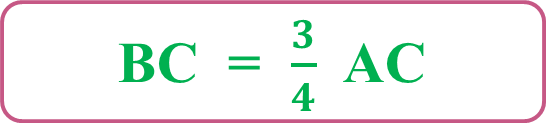 BC = 3/4 AC